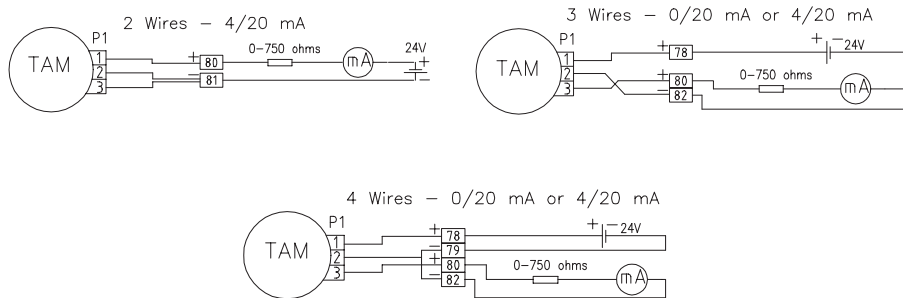 2 Wires - 4/20 mA
P1
TAM
1
2
3
+ 80
- 81
0-750 ohms
mA
24V
+
-
3 Wires - 0/20 mA or 4/20 mA
P1
TAM
1
2
3
+ 78
+ 80
- 82
+ - 24V
0-750 ohms
mA
4 Wires - 0/20 mA or 4/20 mA
P1
TAM
1
2
3
+ 78
- 79
+ 80
- 82
+ - 24V
0-750 ohms
mA